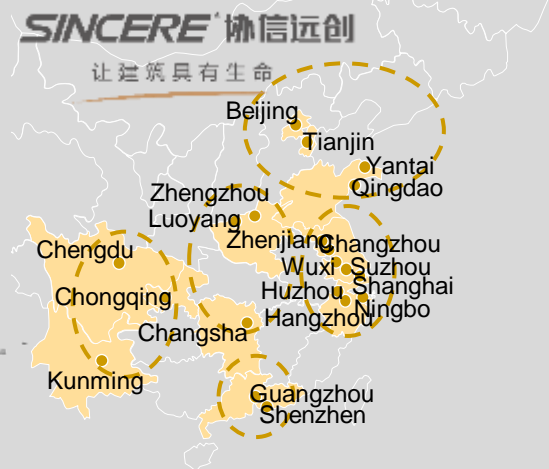 SINCERE 协信远创
让建筑具有生命
Beijing
Tianjin
Yantai
Qingdao
Zhengzhou
Luoyang
Zhenjiang
Changzhou
Chengdu
Wuxi
Suzhou
Shanghai
Chongqing
Huzhou
Ningbo
Hangzhou
Changsha
Kunming
Guangzhou
Shenzhen